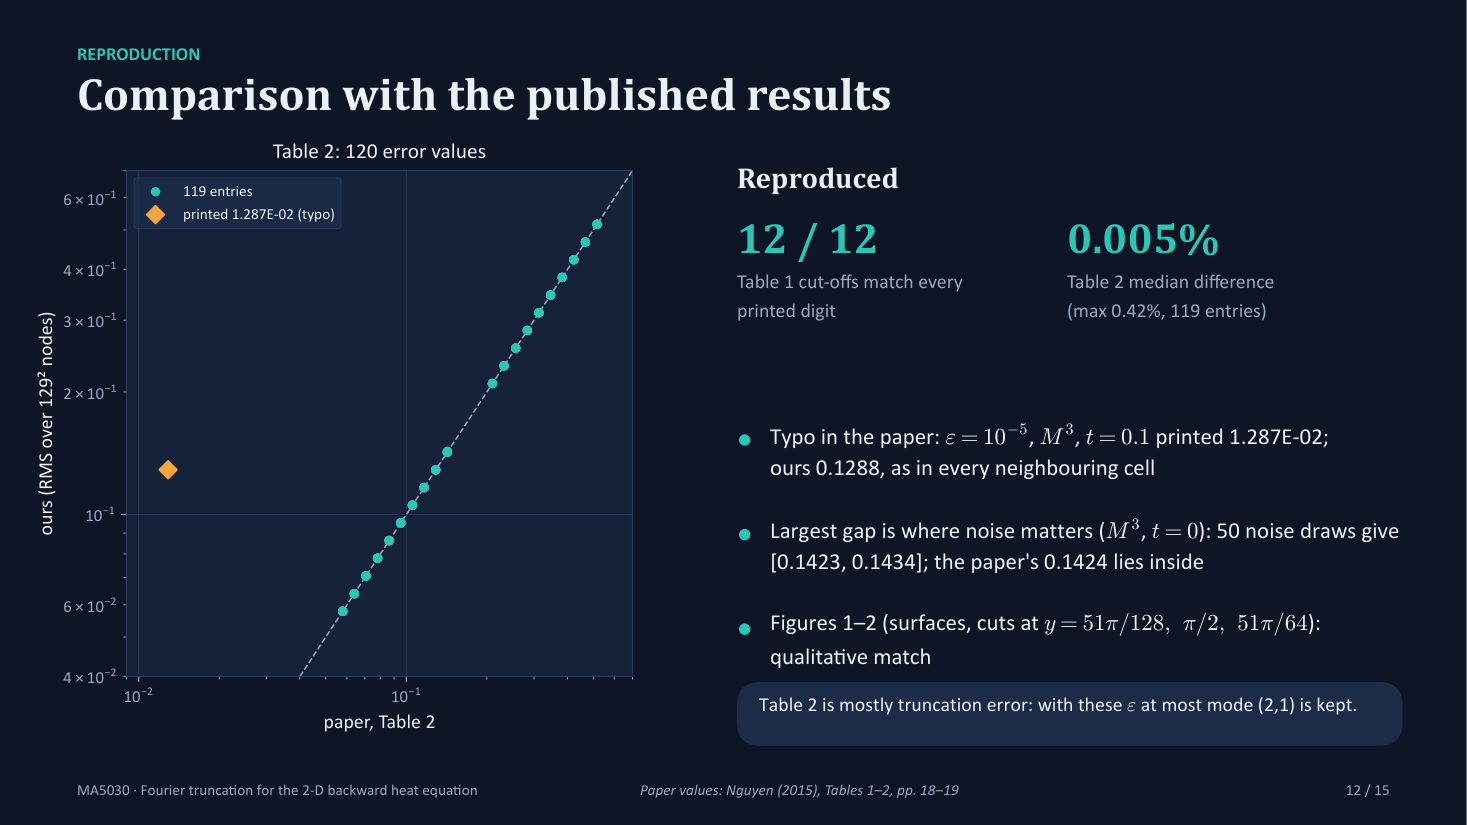 REPRODUCTION
Comparison with the published results
Table 2: 120 error values
119 entries
printed 1.287E-02 (typo)
6 × 10⁻¹
4 × 10⁻¹
3 × 10⁻¹
2 × 10⁻¹
10⁻¹
6 × 10⁻²
4 × 10⁻²
ours (RMS over 129² nodes)
10⁻²
10⁻¹
paper, Table 2
Reproduced
12 / 12
Table 1 cut-offs match every
printed digit
0.005%
Table 2 median difference
(max 0.42%, 119 entries)
Typo in the paper: ε = 10⁻⁵, M³, t = 0.1 printed 1.287E-02;
ours 0.1288, as in every neighbouring cell
Largest gap is where noise matters (M³, t = 0): 50 noise draws give
[0.1423, 0.1434]; the paper's 0.1424 lies inside
Figures 1–2 (surfaces, cuts at y = 51π/128, π/2, 51π/64):
qualitative match
Table 2 is mostly truncation error: with these ε at most mode (2,1) is kept.
MA5030 · Fourier truncation for the 2-D backward heat equation
Paper values: Nguyen (2015), Tables 1–2, pp. 18–19
12 / 15